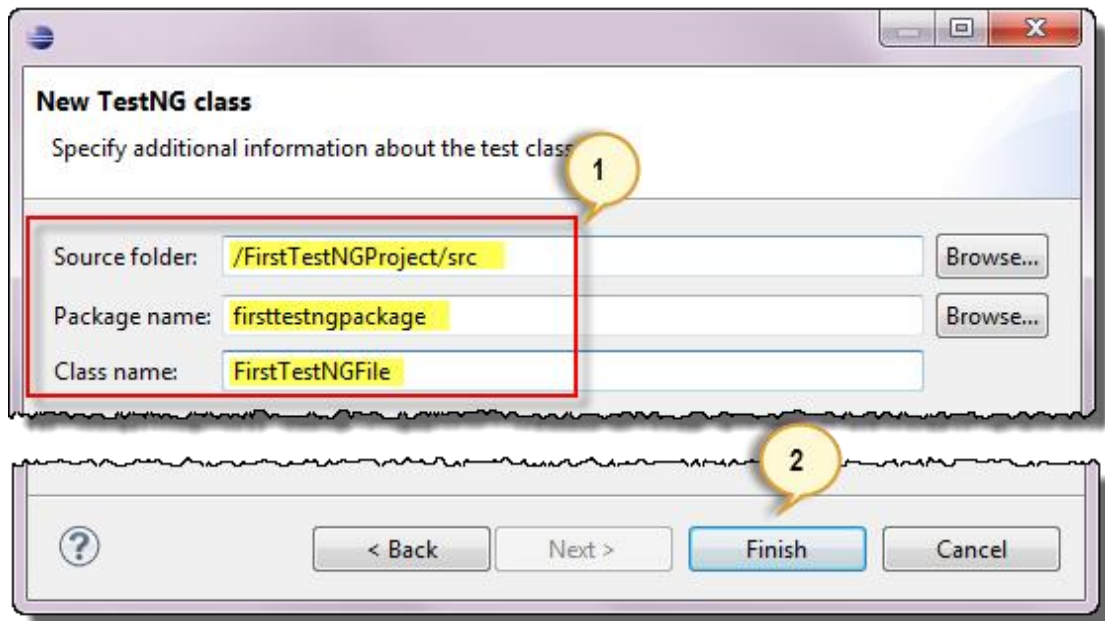 X
New TestNG class
Specify additional information about the test class
1
Source folder: /FirstTestNGProject/src Browse...
Package name: firsttestngpackage Browse...
Class name: FirstTestNGFile
2
? < Back Next > Finish Cancel